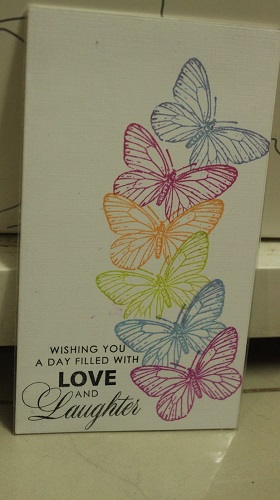 WISHING YOU
A DAY FILLED WITH
LOVE
AND
Laughter